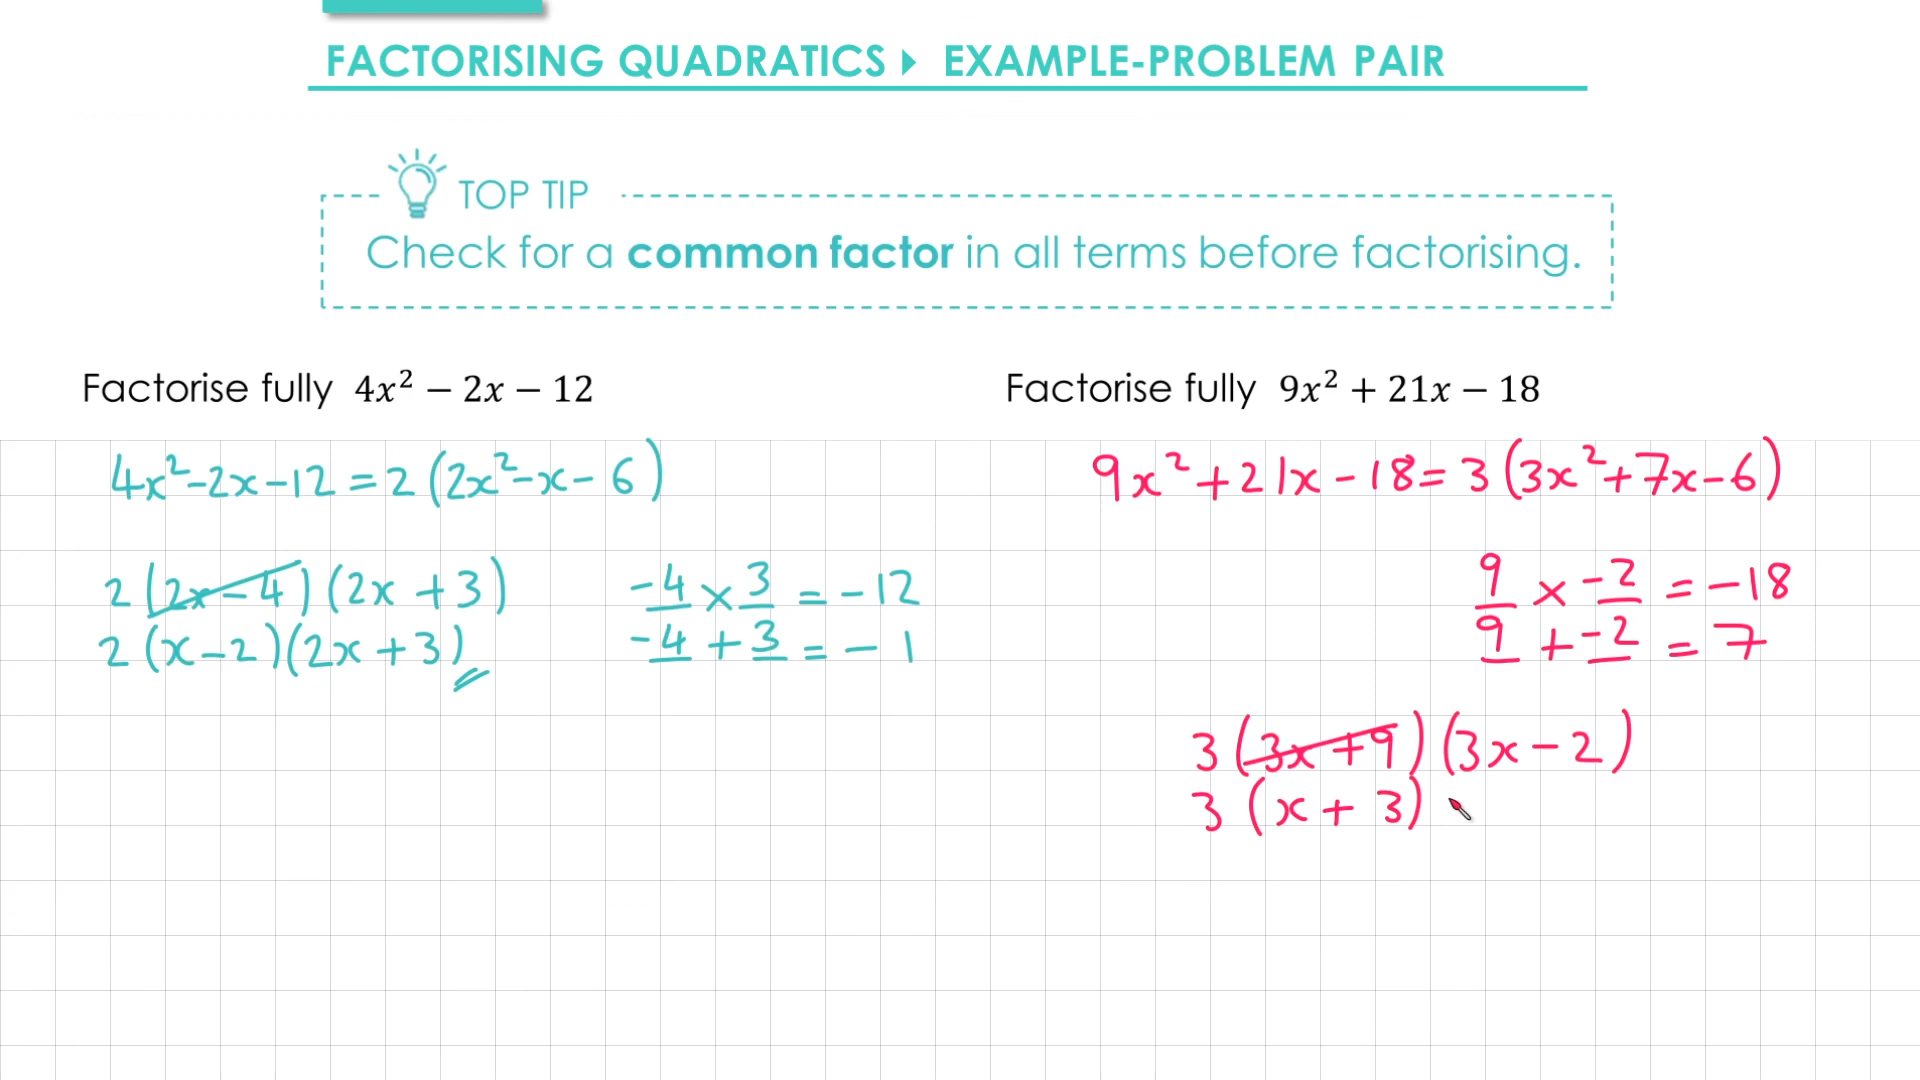 FACTORISING QUADRATICS ▸ EXAMPLE-PROBLEM PAIR
TOP TIP
Check for a common factor in all terms before factorising.
Factorise fully 4x² − 2x − 12
4x²-2x-12 = 2(2x²-x-6)
2(2x-4)(2x+3)
2(x-2)(2x+3)
-4 × 3 = -12
-4 + 3 = -1
Factorise fully 9x² + 21x − 18
9x²+21x-18 = 3(3x²+7x-6)
9 × -2 = -18
9 + -2 = 7
3(3x+9)(3x-2)
3(x+3)